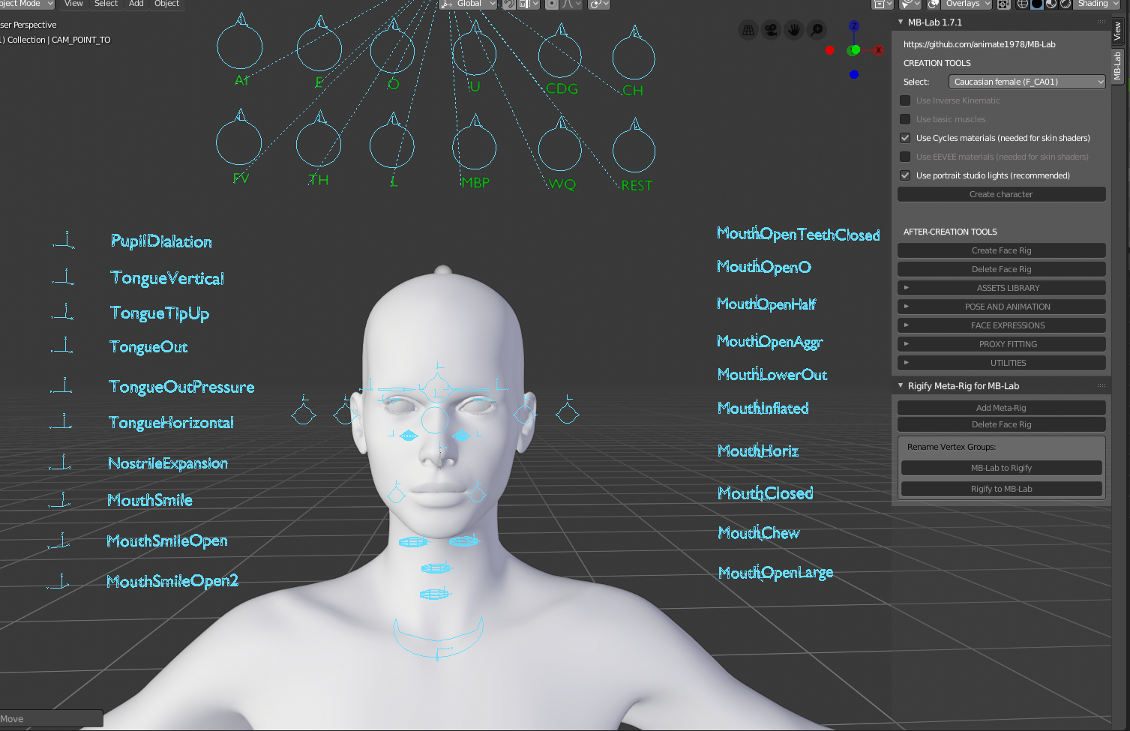 bject Mode View Select Add Object Global Overlays Shading
ser Perspective
1) Collection | CAM_POINT_TO
AI E O U CDG CH
FV TH L MBP WQ REST
PupilDialation
TongueVertical
TongueTipUp
TongueOut
TongueOutPressure
TongueHorizontal
NostrileExpansion
MouthSmile
MouthSmileOpen
MouthSmileOpen2
MouthOpenTeethClosed
MouthOpenO
MouthOpenHalf
MouthOpenAggr
MouthLowerOut
MouthInflated
MouthHoriz
MouthClosed
MouthChew
MouthOpenLarge
Z
X
MB-Lab 1.7.1
https://github.com/animate1978/MB-Lab
CREATION TOOLS
Select: Caucasian female (F_CA01)
Use Inverse Kinematic
Use basic muscles
Use Cycles materials (needed for skin shaders)
Use EEVEE materials (needed for skin shaders)
Use portrait studio lights (recommended)
Create character
AFTER-CREATION TOOLS
Create Face Rig
Delete Face Rig
ASSETS LIBRARY
POSE AND ANIMATION
FACE EXPRESSIONS
PROXY FITTING
UTILITIES
Rigify Meta-Rig for MB-Lab
Add Meta-Rig
Delete Face Rig
Rename Vertex Groups:
MB-Lab to Rigify
Rigify to MB-Lab
View
MB-Lab
Move